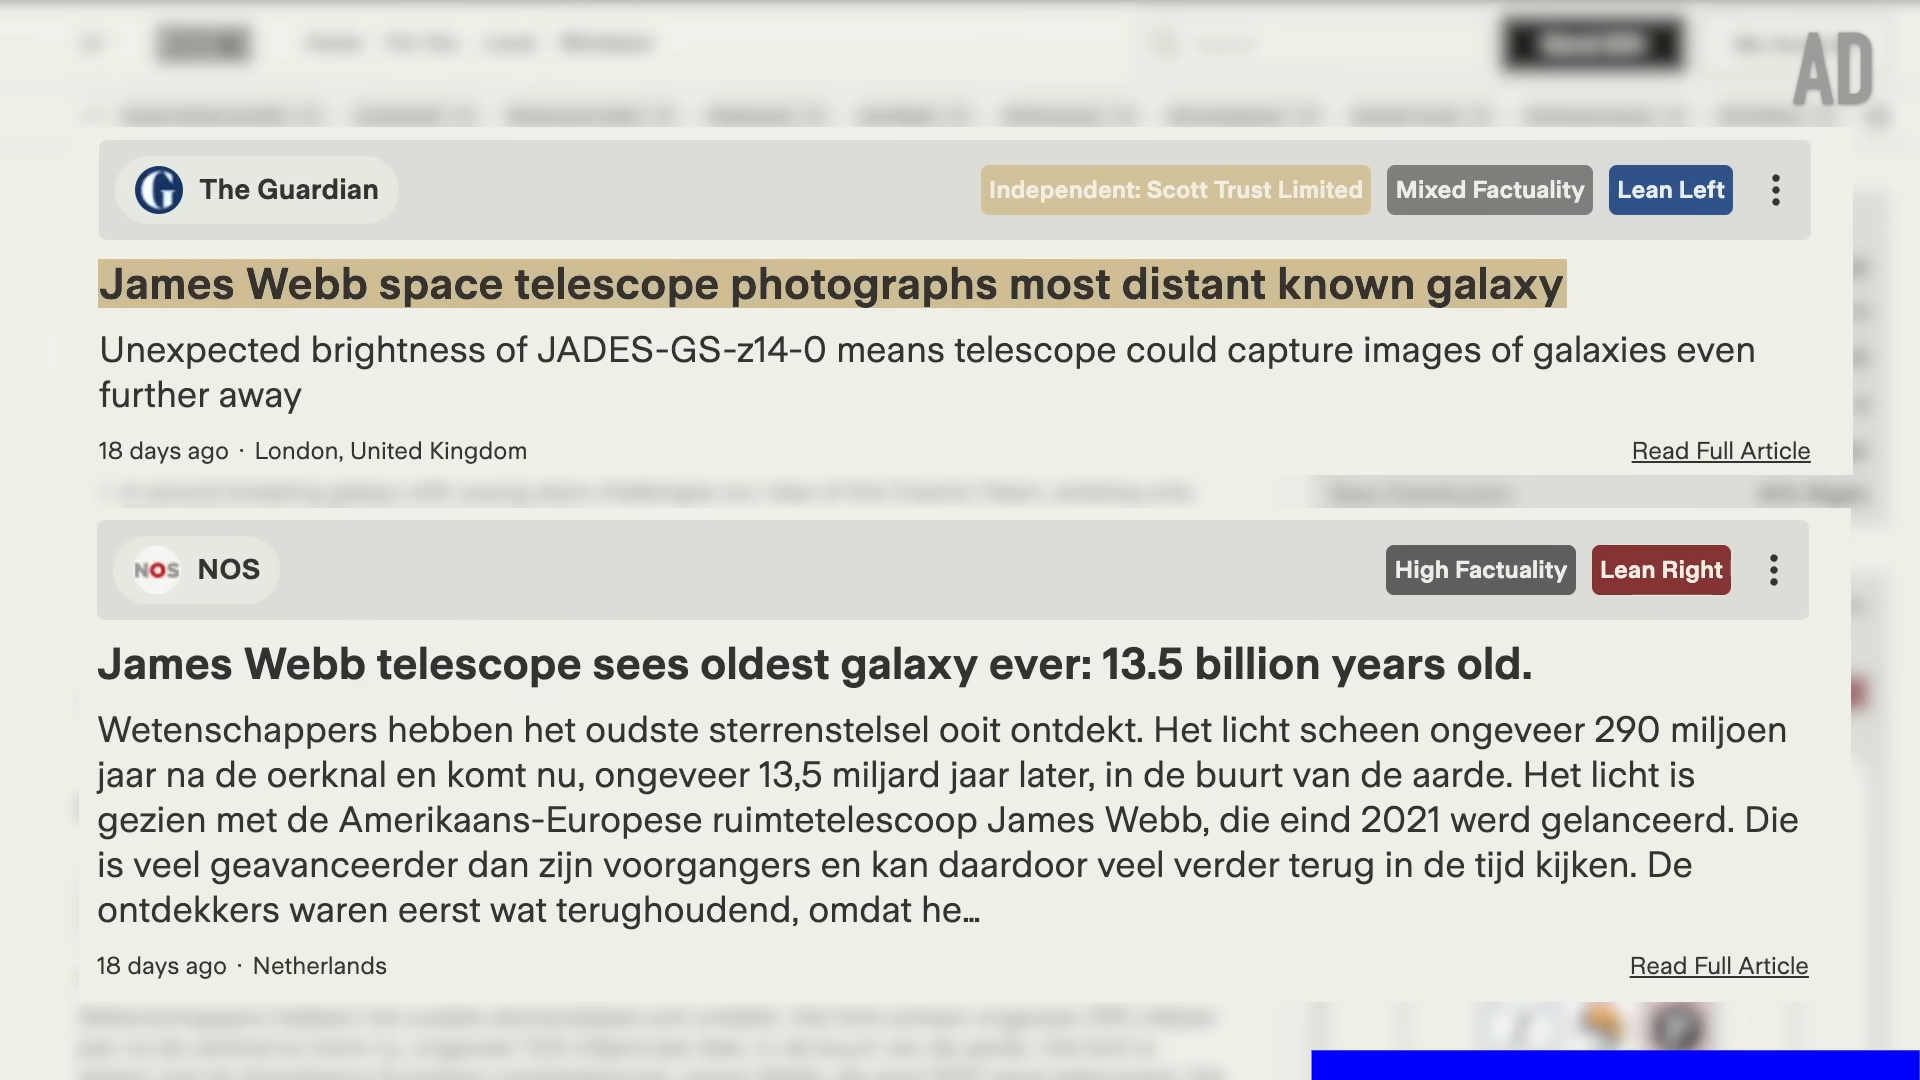 AD
The Guardian
Independent: Scott Trust Limited
Mixed Factuality
Lean Left
James Webb space telescope photographs most distant known galaxy
Unexpected brightness of JADES-GS-z14-0 means telescope could capture images of galaxies even
further away
18 days ago · London, United Kingdom
Read Full Article
NOS
NOS
High Factuality
Lean Right
James Webb telescope sees oldest galaxy ever: 13.5 billion years old.
Wetenschappers hebben het oudste sterrenstelsel ooit ontdekt. Het licht scheen ongeveer 290 miljoen
jaar na de oerknal en komt nu, ongeveer 13,5 miljard jaar later, in de buurt van de aarde. Het licht is
gezien met de Amerikaans-Europese ruimtetelescoop James Webb, die eind 2021 werd gelanceerd. Die
is veel geavanceerder dan zijn voorgangers en kan daardoor veel verder terug in de tijd kijken. De
ontdekkers waren eerst wat terughoudend, omdat he...
18 days ago · Netherlands
Read Full Article